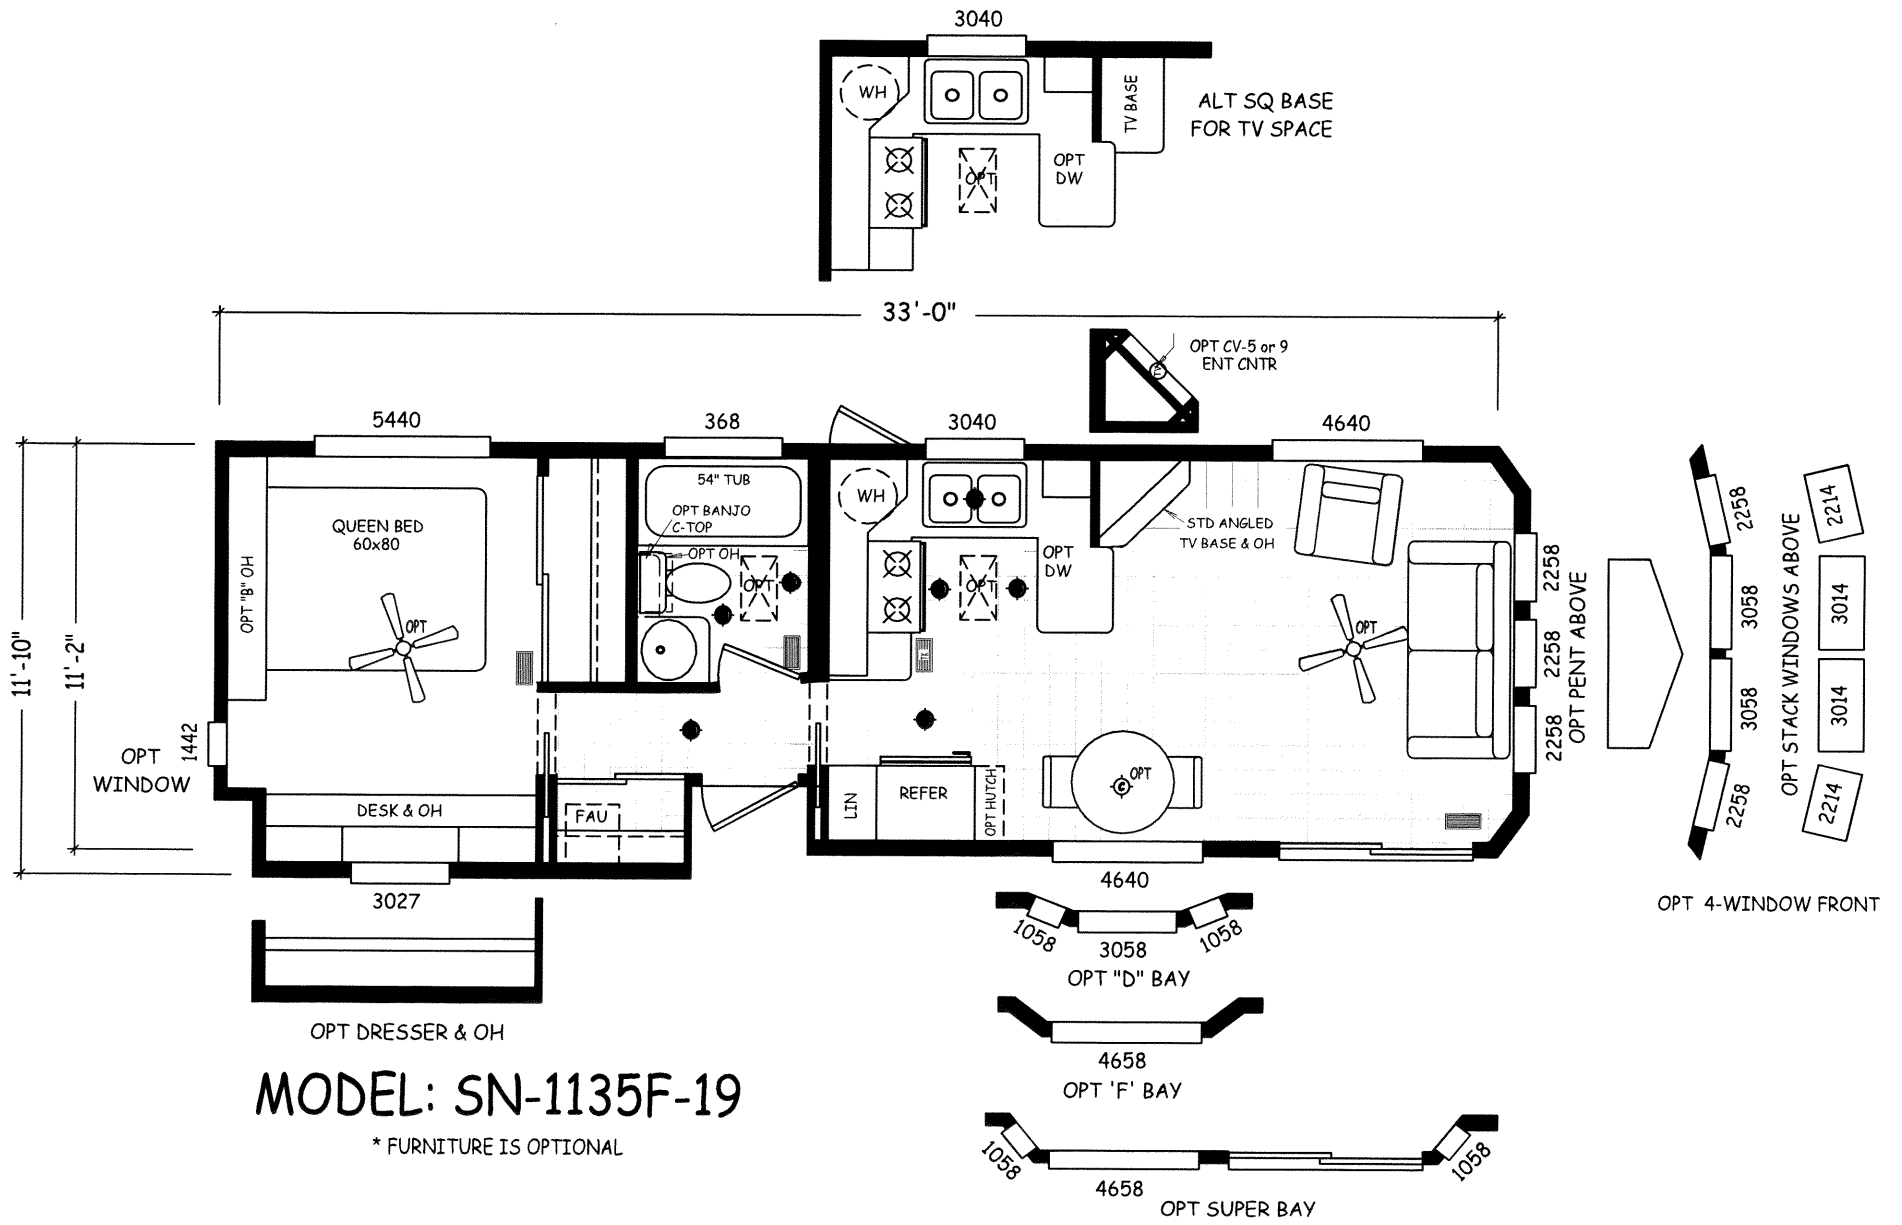 3040
WH
TV BASE
ALT SQ BASE
FOR TV SPACE
OPT
OPT
DW
33'-0"
OPT CV-5 or 9
ENT CNTR
TV
5440
368
3040
4640
54" TUB
WH
QUEEN BED
60x80
OPT BANJO
C-TOP
STD ANGLED
TV BASE & OH
OPT OH
OPT
OPT
OPT
DW
OPT "B" OH
OPT
OPT
11'-10"
11'-2"
2258
2258
2258
OPT PENT ABOVE
2258
3058
3058
2258
OPT STACK WINDOWS ABOVE
2214
3014
3014
2214
1442
OPT
WINDOW
OPT
DESK & OH
FAU
LIN
REFER
OPT HUTCH
3027
4640
OPT 4-WINDOW FRONT
1058
3058
1058
OPT "D" BAY
OPT DRESSER & OH
4658
OPT 'F' BAY
MODEL: SN-1135F-19
* FURNITURE IS OPTIONAL
1058
4658
1058
OPT SUPER BAY